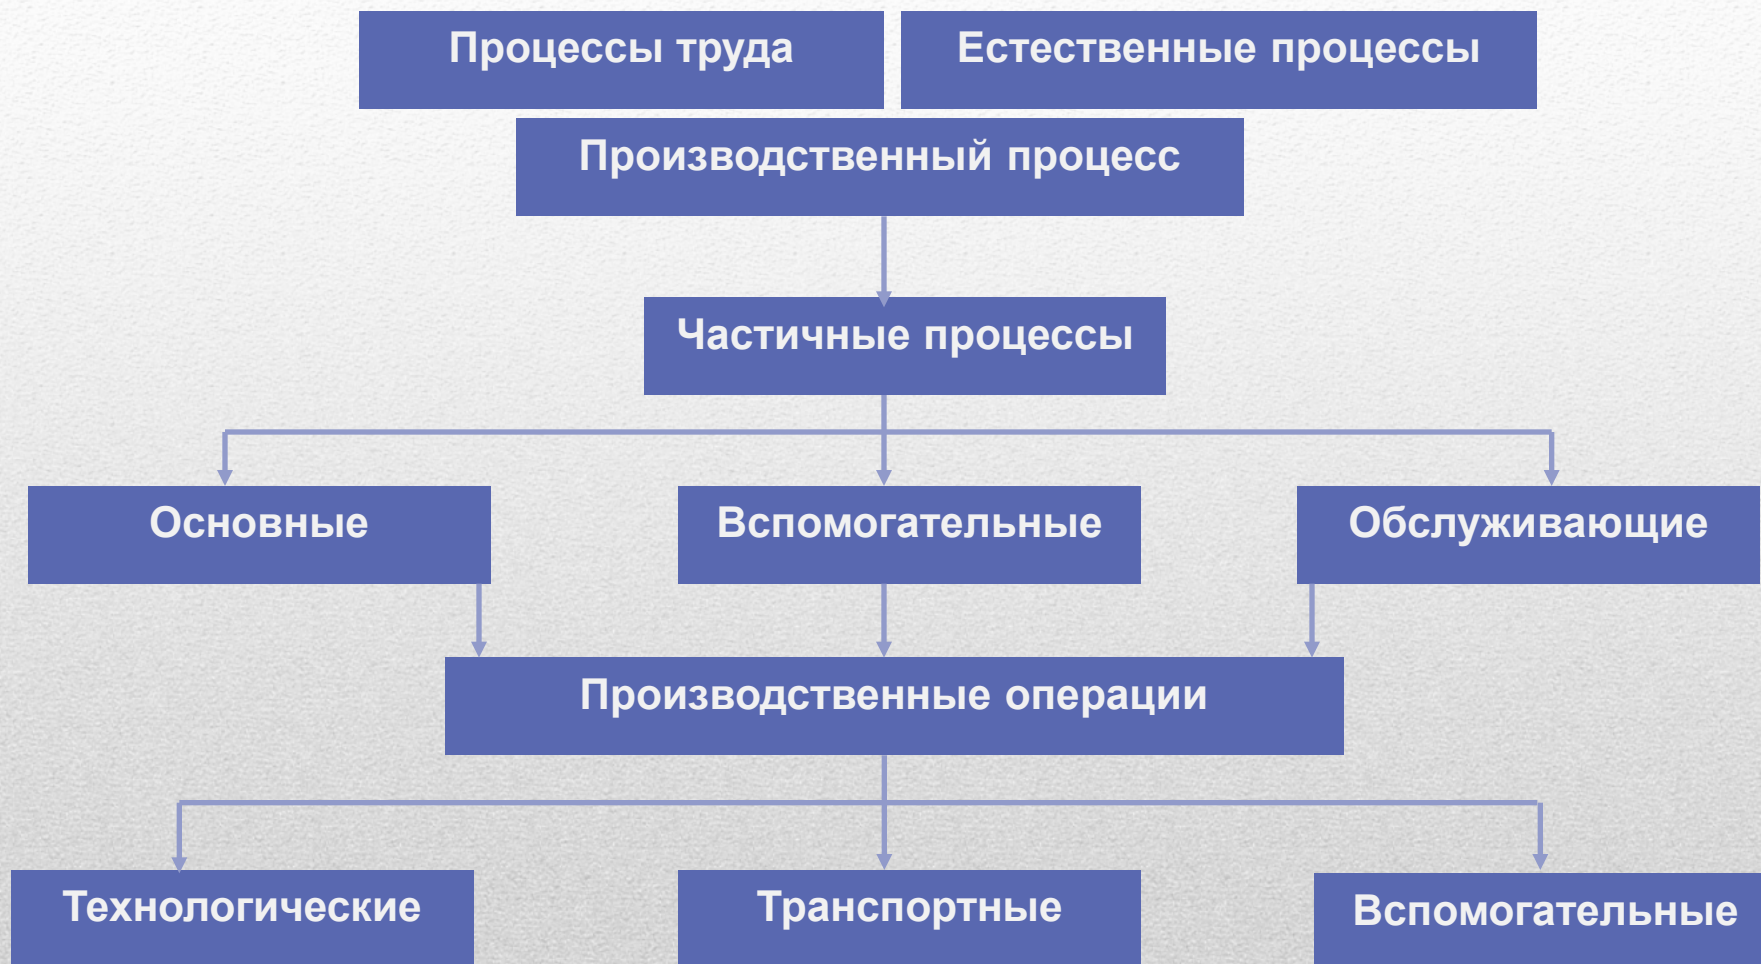 Процессы труда
Естественные процессы
Производственный процесс
Частичные процессы
Основные
Вспомогательные
Обслуживающие
Производственные операции
Технологические
Транспортные
Вспомогательные